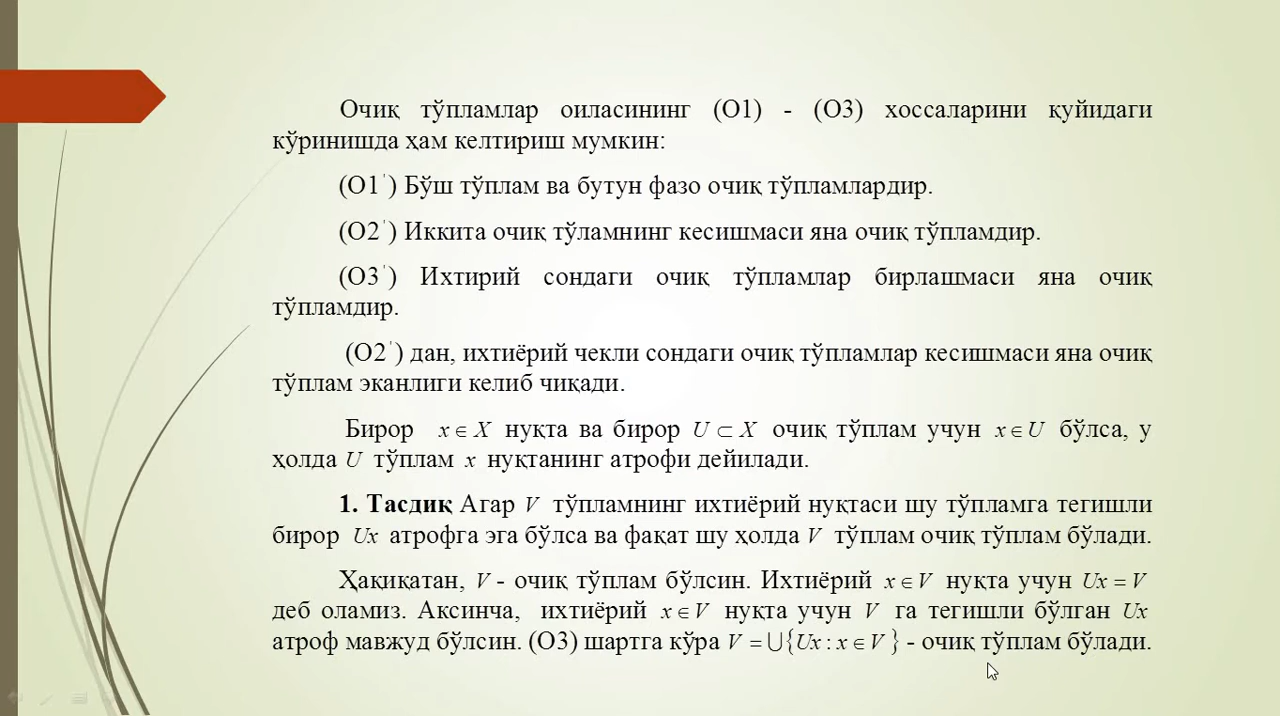 Очиқ тўпламлар оиласининг (О1) - (О3) хоссаларини қуйидаги
кўринишда ҳам келтириш мумкин:
(О1') Бўш тўплам ва бутун фазо очиқ тўпламлардир.
(О2') Иккита очиқ тўламнинг кесишмаси яна очиқ тўпламдир.
(О3') Ихтирий сондаги очиқ тўпламлар бирлашмаси яна очиқ
тўпламдир.
(О2') дан, ихтиёрий чекли сондаги очиқ тўпламлар кесишмаси яна очиқ
тўплам эканлиги келиб чиқади.
Бирор x ∈ X нуқта ва бирор U ⊂ X очиқ тўплам учун x ∈ U бўлса, у
ҳолда U тўплам x нуқтанинг атрофи дейилади.
1. Тасдиқ Агар V тўпламнинг ихтиёрий нуқтаси шу тўпламга тегишли
бирор Ux атрофга эга бўлса ва фақат шу ҳолда V тўплам очиқ тўплам бўлади.
Ҳақиқатан, V - очиқ тўплам бўлсин. Ихтиёрий x ∈ V нуқта учун Ux = V
деб оламиз. Аксинча, ихтиёрий x ∈ V нуқта учун V га тегишли бўлган Ux
атроф мавжуд бўлсин. (О3) шартга кўра V = ∪{Ux : x ∈ V} - очиқ тўплам бўлади.